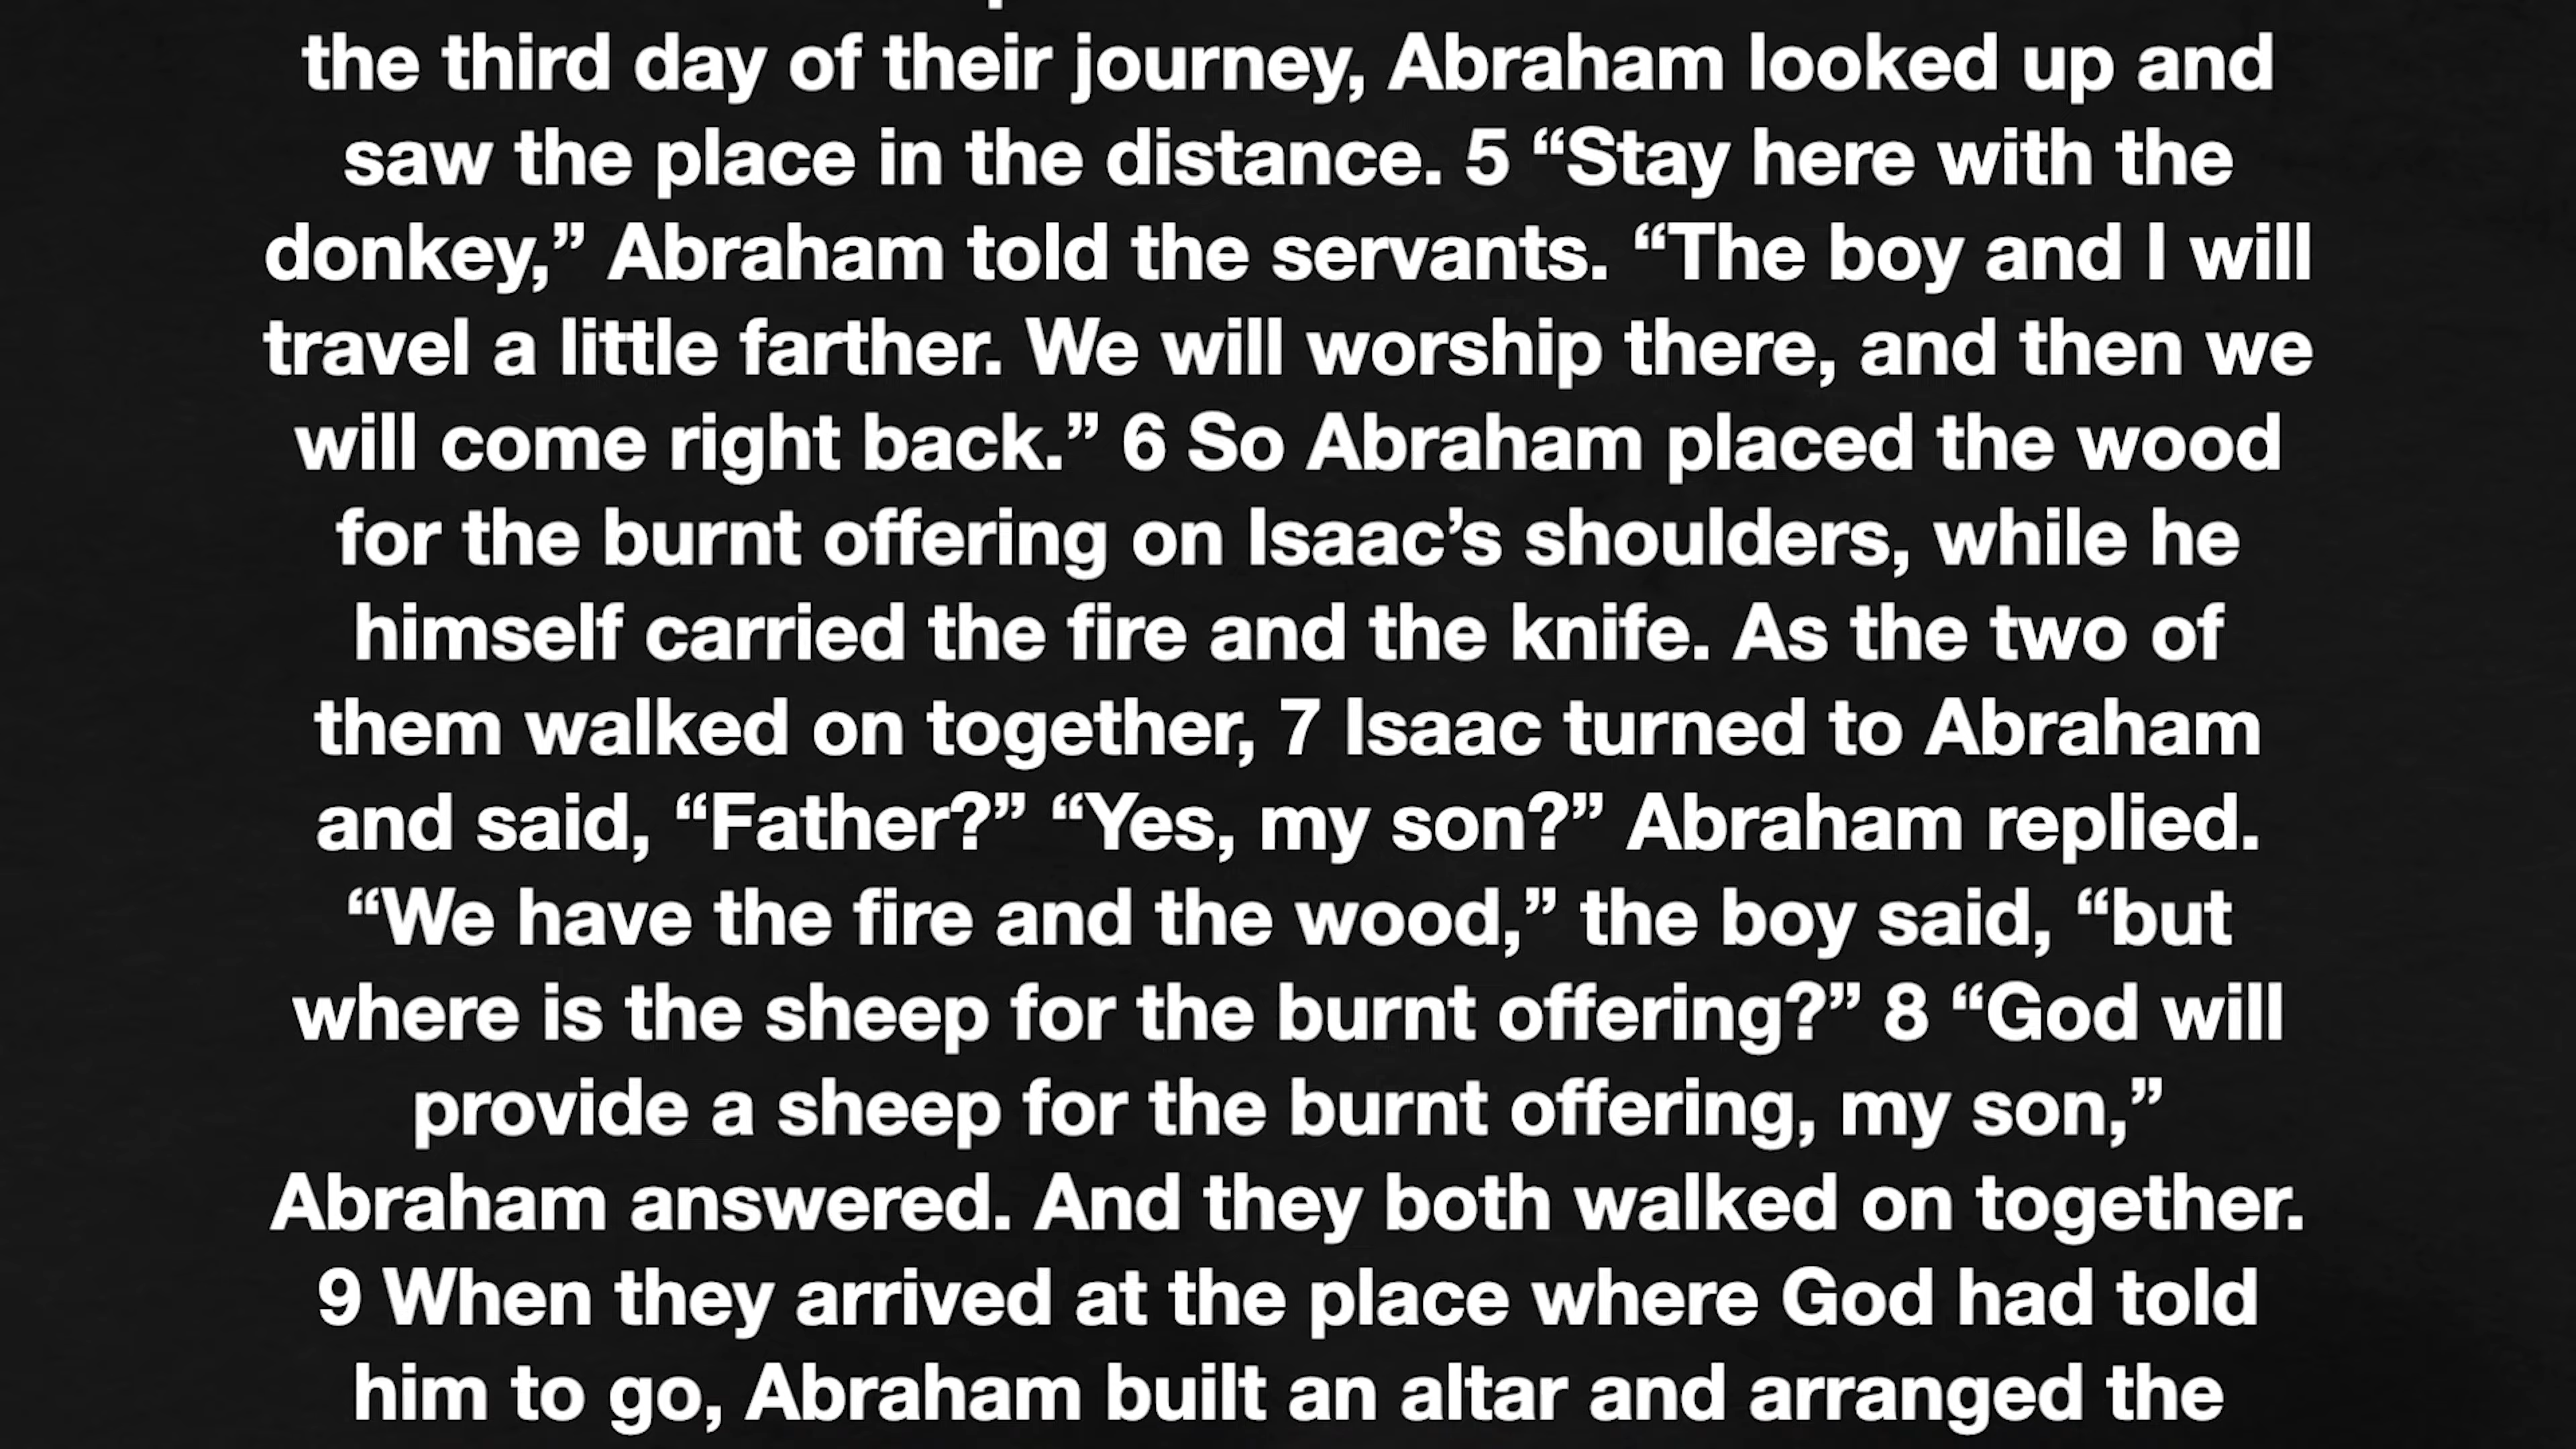 the third day of their journey, Abraham looked up and
saw the place in the distance. 5 “Stay here with the
donkey,” Abraham told the servants. “The boy and I will
travel a little farther. We will worship there, and then we
will come right back.” 6 So Abraham placed the wood
for the burnt offering on Isaac’s shoulders, while he
himself carried the fire and the knife. As the two of
them walked on together, 7 Isaac turned to Abraham
and said, “Father?” “Yes, my son?” Abraham replied.
“We have the fire and the wood,” the boy said, “but
where is the sheep for the burnt offering?” 8 “God will
provide a sheep for the burnt offering, my son,”
Abraham answered. And they both walked on together.
9 When they arrived at the place where God had told
him to go, Abraham built an altar and arranged the